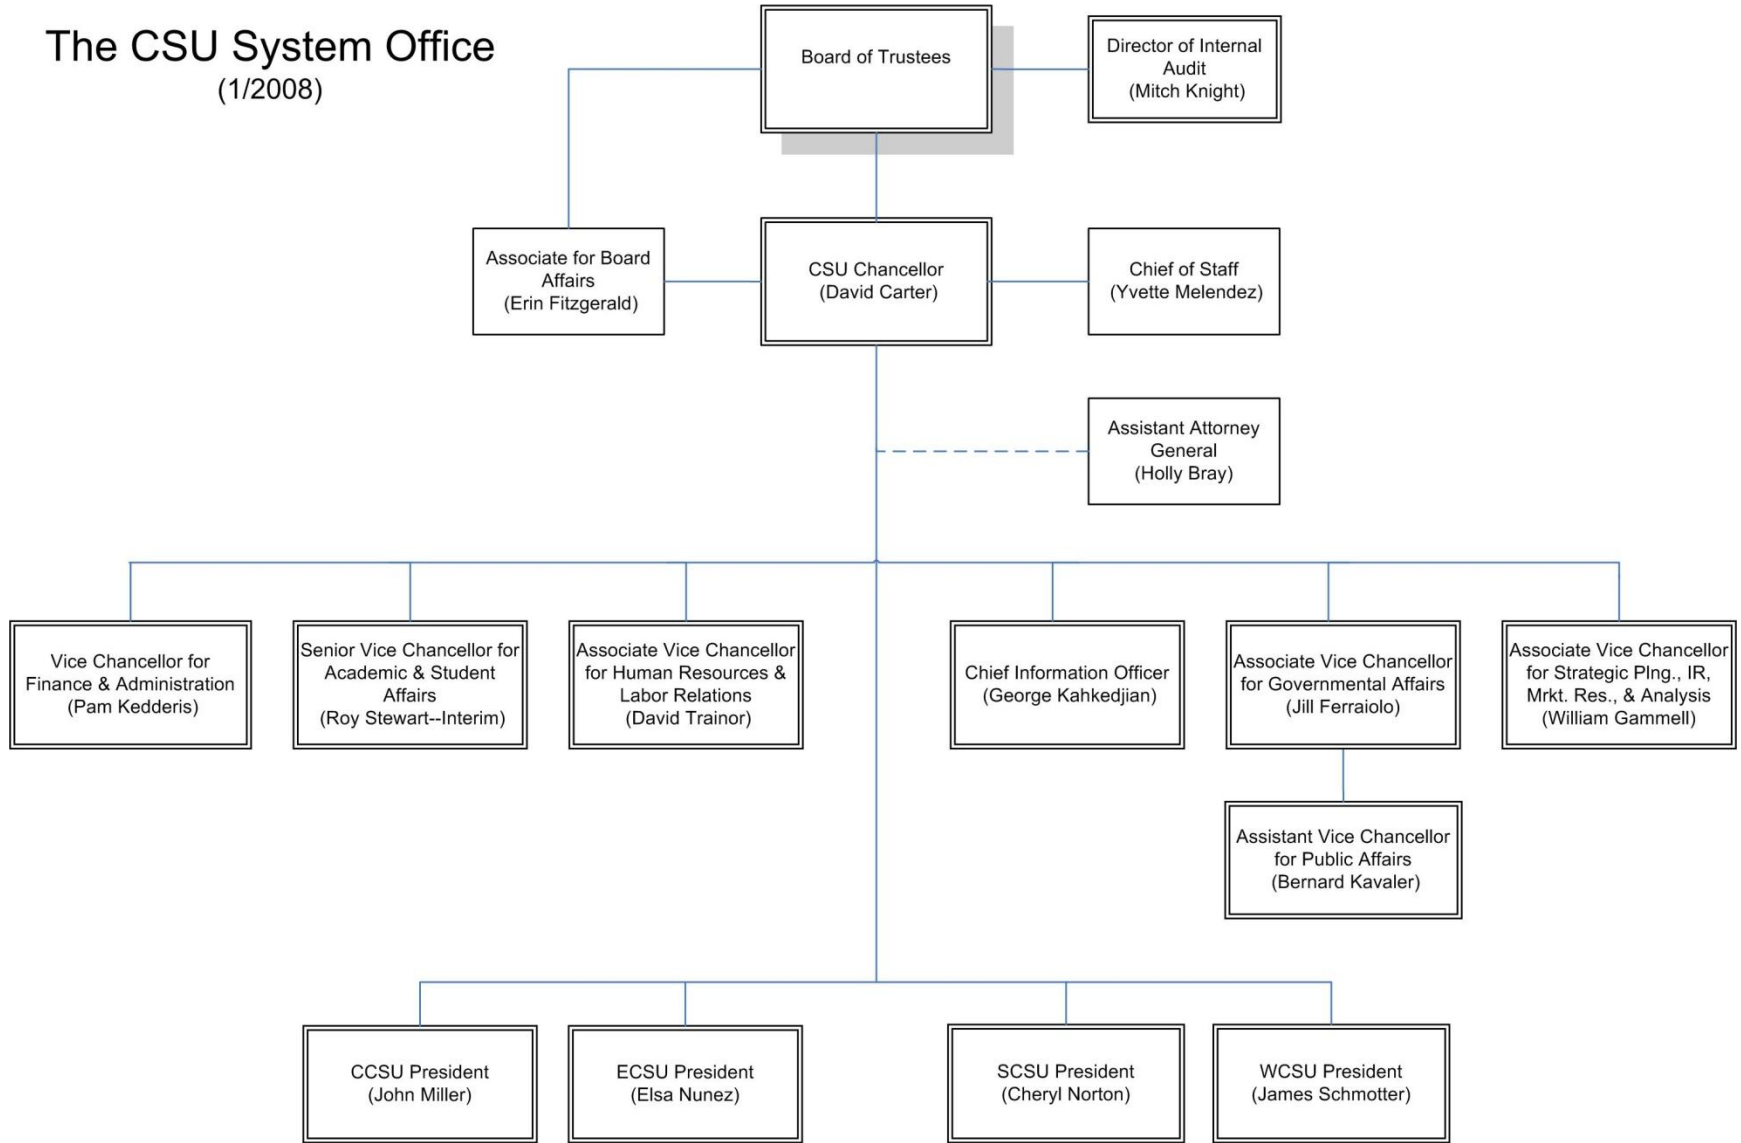 The CSU System Office
(1/2008)
Board of Trustees
Director of Internal
Audit
(Mitch Knight)
Associate for Board
Affairs
(Erin Fitzgerald)
CSU Chancellor
(David Carter)
Chief of Staff
(Yvette Melendez)
Assistant Attorney
General
(Holly Bray)
Vice Chancellor for
Finance & Administration
(Pam Kedderis)
Senior Vice Chancellor for
Academic & Student
Affairs
(Roy Stewart--Interim)
Associate Vice Chancellor
for Human Resources &
Labor Relations
(David Trainor)
Chief Information Officer
(George Kahkedjian)
Associate Vice Chancellor
for Governmental Affairs
(Jill Ferraiolo)
Associate Vice Chancellor
for Strategic Plng., IR,
Mrkt. Res., & Analysis
(William Gammell)
Assistant Vice Chancellor
for Public Affairs
(Bernard Kavaler)
CCSU President
(John Miller)
ECSU President
(Elsa Nunez)
SCSU President
(Cheryl Norton)
WCSU President
(James Schmotter)